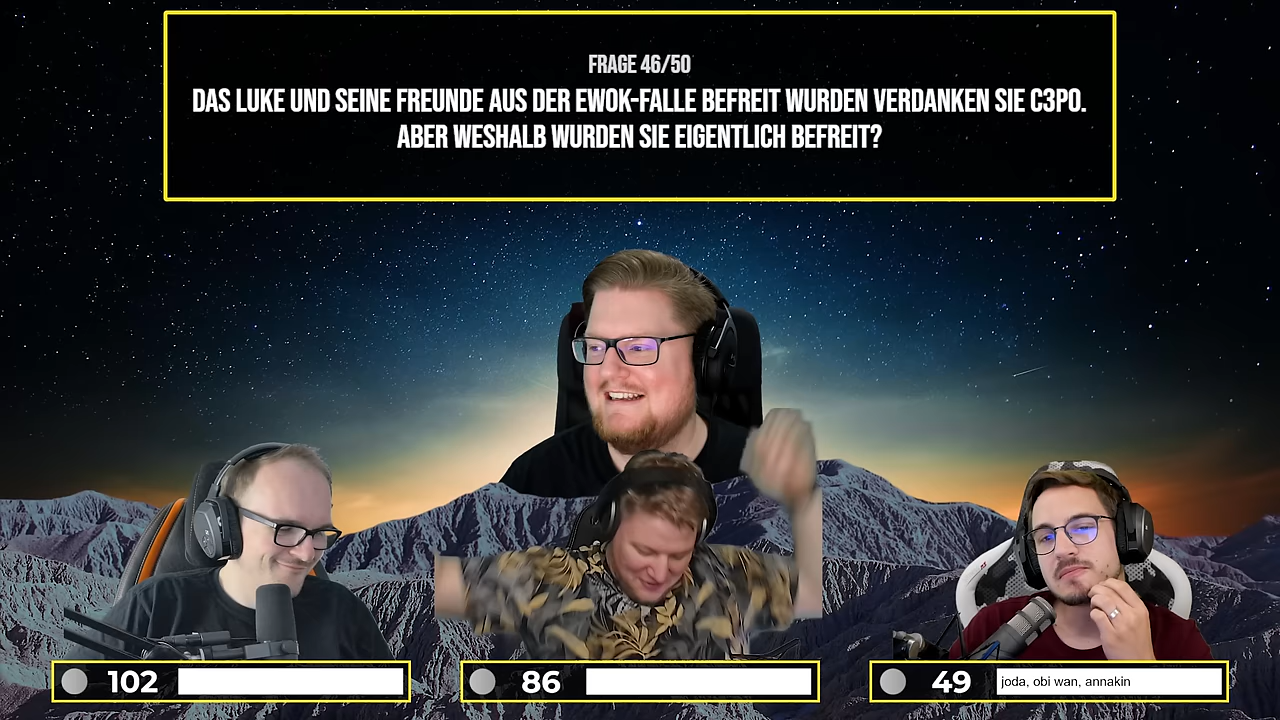 FRAGE 46/50
DAS LUKE UND SEINE FREUNDE AUS DER EWOK-FALLE BEFREIT WURDEN VERDANKEN SIE C3PO.
ABER WESHALB WURDEN SIE EIGENTLICH BEFREIT?
102
86
49
joda, obi wan, annakin